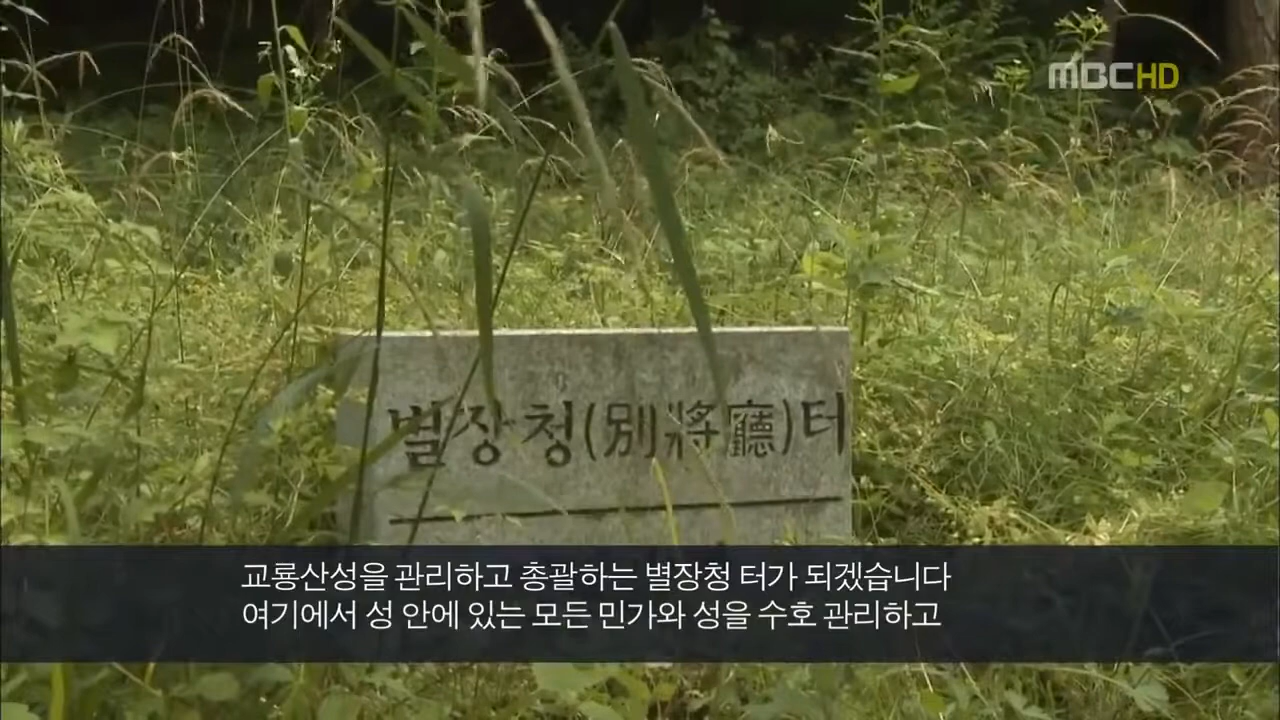 MBC HD
별장청(別將廳)터
교룡산성을 관리하고 총괄하는 별장청 터가 되겠습니다
여기에서 성 안에 있는 모든 민가와 성을 수호 관리하고